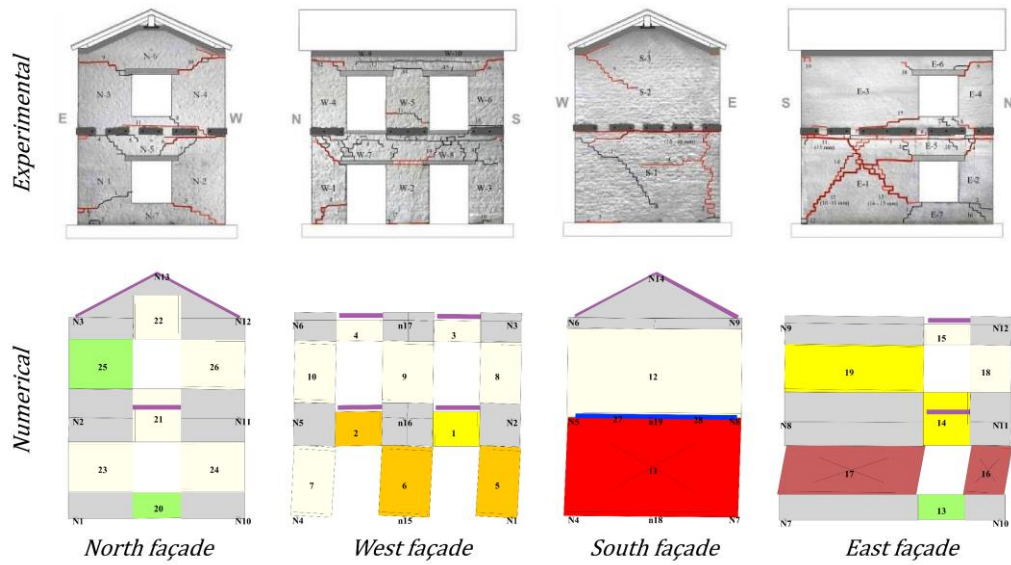 Experimental
N-6
N-3
N-4
E
W
N-5
N-1
N-2
N-7
W-9
W-10
W-4
W-5
W-6
N
S
W-7
W-8
W-1
W-2
W-3
S-3
S-2
W
E
S-1
E-6
E-3
E-4
S
N
E-5
E-1
E-2
E-7
Numerical
N13
N3
N12
22
25
26
21
N2
N11
23
24
20
N1
N10
N6
n17
N3
4
3
10
9
8
N5
n16
N2
2
1
7
6
5
N4
n15
N1
N14
N6
N9
12
27
28
N5
n19
N8
11
N4
n18
N7
N9
N12
15
19
18
N8
14
N11
17
16
13
N7
N10
North façade
West façade
South façade
East façade